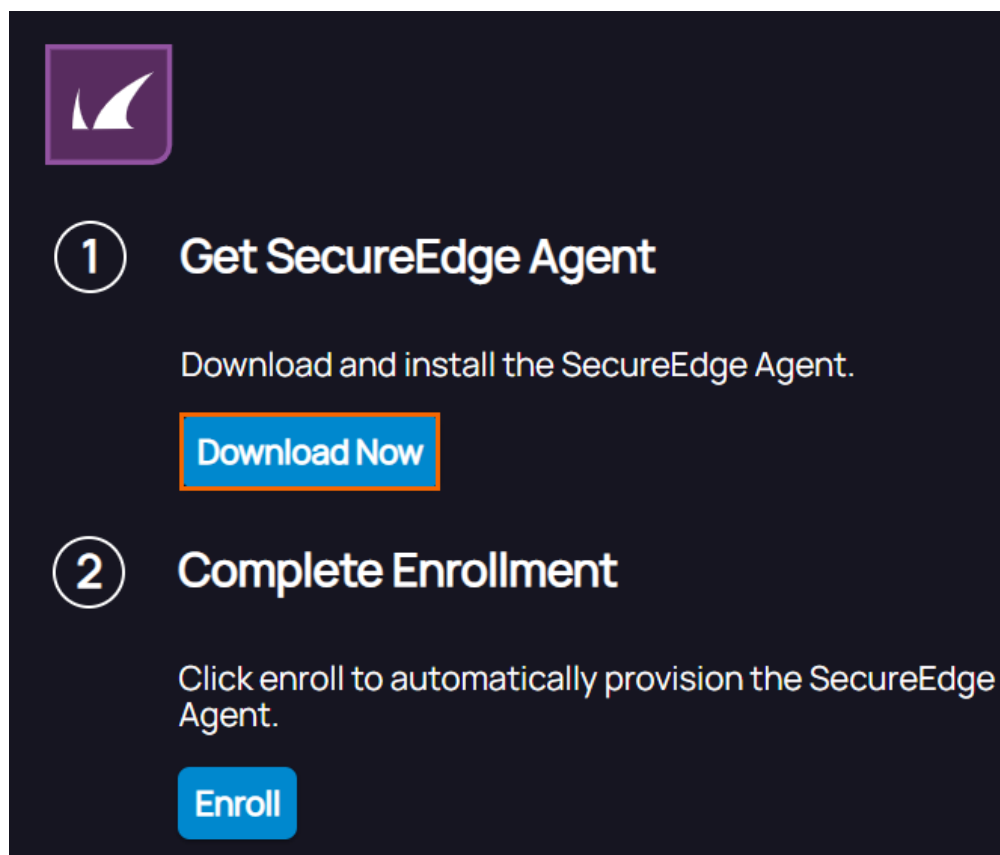 1
Get SecureEdge Agent
Download and install the SecureEdge Agent.
Download Now
2
Complete Enrollment
Click enroll to automatically provision the SecureEdge
Agent.
Enroll